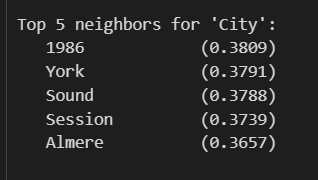 Top 5 neighbors for 'City':
1986 (0.3809)
York (0.3791)
Sound (0.3788)
Session (0.3739)
Almere (0.3657)